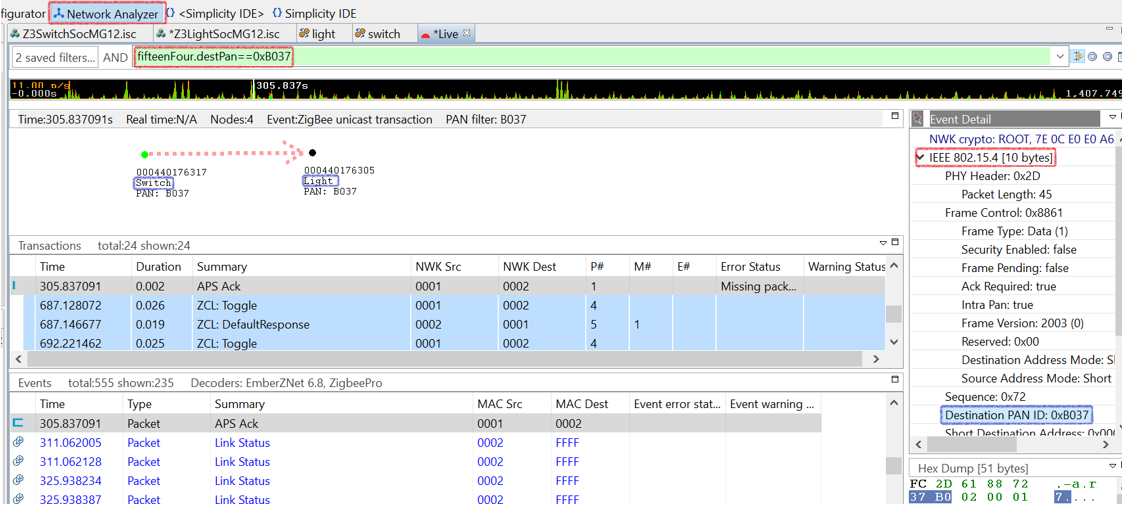 figurator Network Analyzer {} <Simplicity IDE> {} Simplicity IDE
Z3SwitchSocMG12.isc *Z3LightSocMG12.isc light switch *Live
2 saved filters... AND fifteenFour.destPan==0xB037
11.00 p/s 305.837s
-0.000s 1,407.749
Time:305.837091s Real time:N/A Nodes:4 Event:ZigBee unicast transaction PAN filter: B037
000440176317 000440176305
Switch Light
PAN: B037 PAN: B037
Transactions total:24 shown:24
Time Duration Summary NWK Src NWK Dest P# M# E# Error Status Warning Status
305.837091 0.002 APS Ack 0001 0002 1 Missing pack...
687.128072 0.026 ZCL: Toggle 0001 0002 4
687.146677 0.019 ZCL: DefaultResponse 0002 0001 5 1
692.221462 0.025 ZCL: Toggle 0001 0002 4
Events total:555 shown:235 Decoders: EmberZNet 6.8, ZigbeePro
Time Type Summary MAC Src MAC Dest Event error stat... Event warning ...
305.837091 Packet APS Ack 0001 0002
311.062005 Packet Link Status 0002 FFFF
311.062128 Packet Link Status 0002 FFFF
325.938234 Packet Link Status 0002 FFFF
325.938387 Packet Link Status 0002 FFFF
Event Detail
NWK crypto: ROOT, 7E 0C E0 E0 A6
IEEE 802.15.4 [10 bytes]
PHY Header: 0x2D
Packet Length: 45
Frame Control: 0x8861
Frame Type: Data (1)
Security Enabled: false
Frame Pending: false
Ack Required: true
Intra Pan: true
Frame Version: 2003 (0)
Reserved: 0x00
Destination Address Mode: S
Source Address Mode: Short
Sequence: 0x72
Destination PAN ID: 0xB037
Short Destination Address: 0x000
Hex Dump [51 bytes]
FC 2D 61 88 72 .-a.r
37 B0 02 00 01 7....